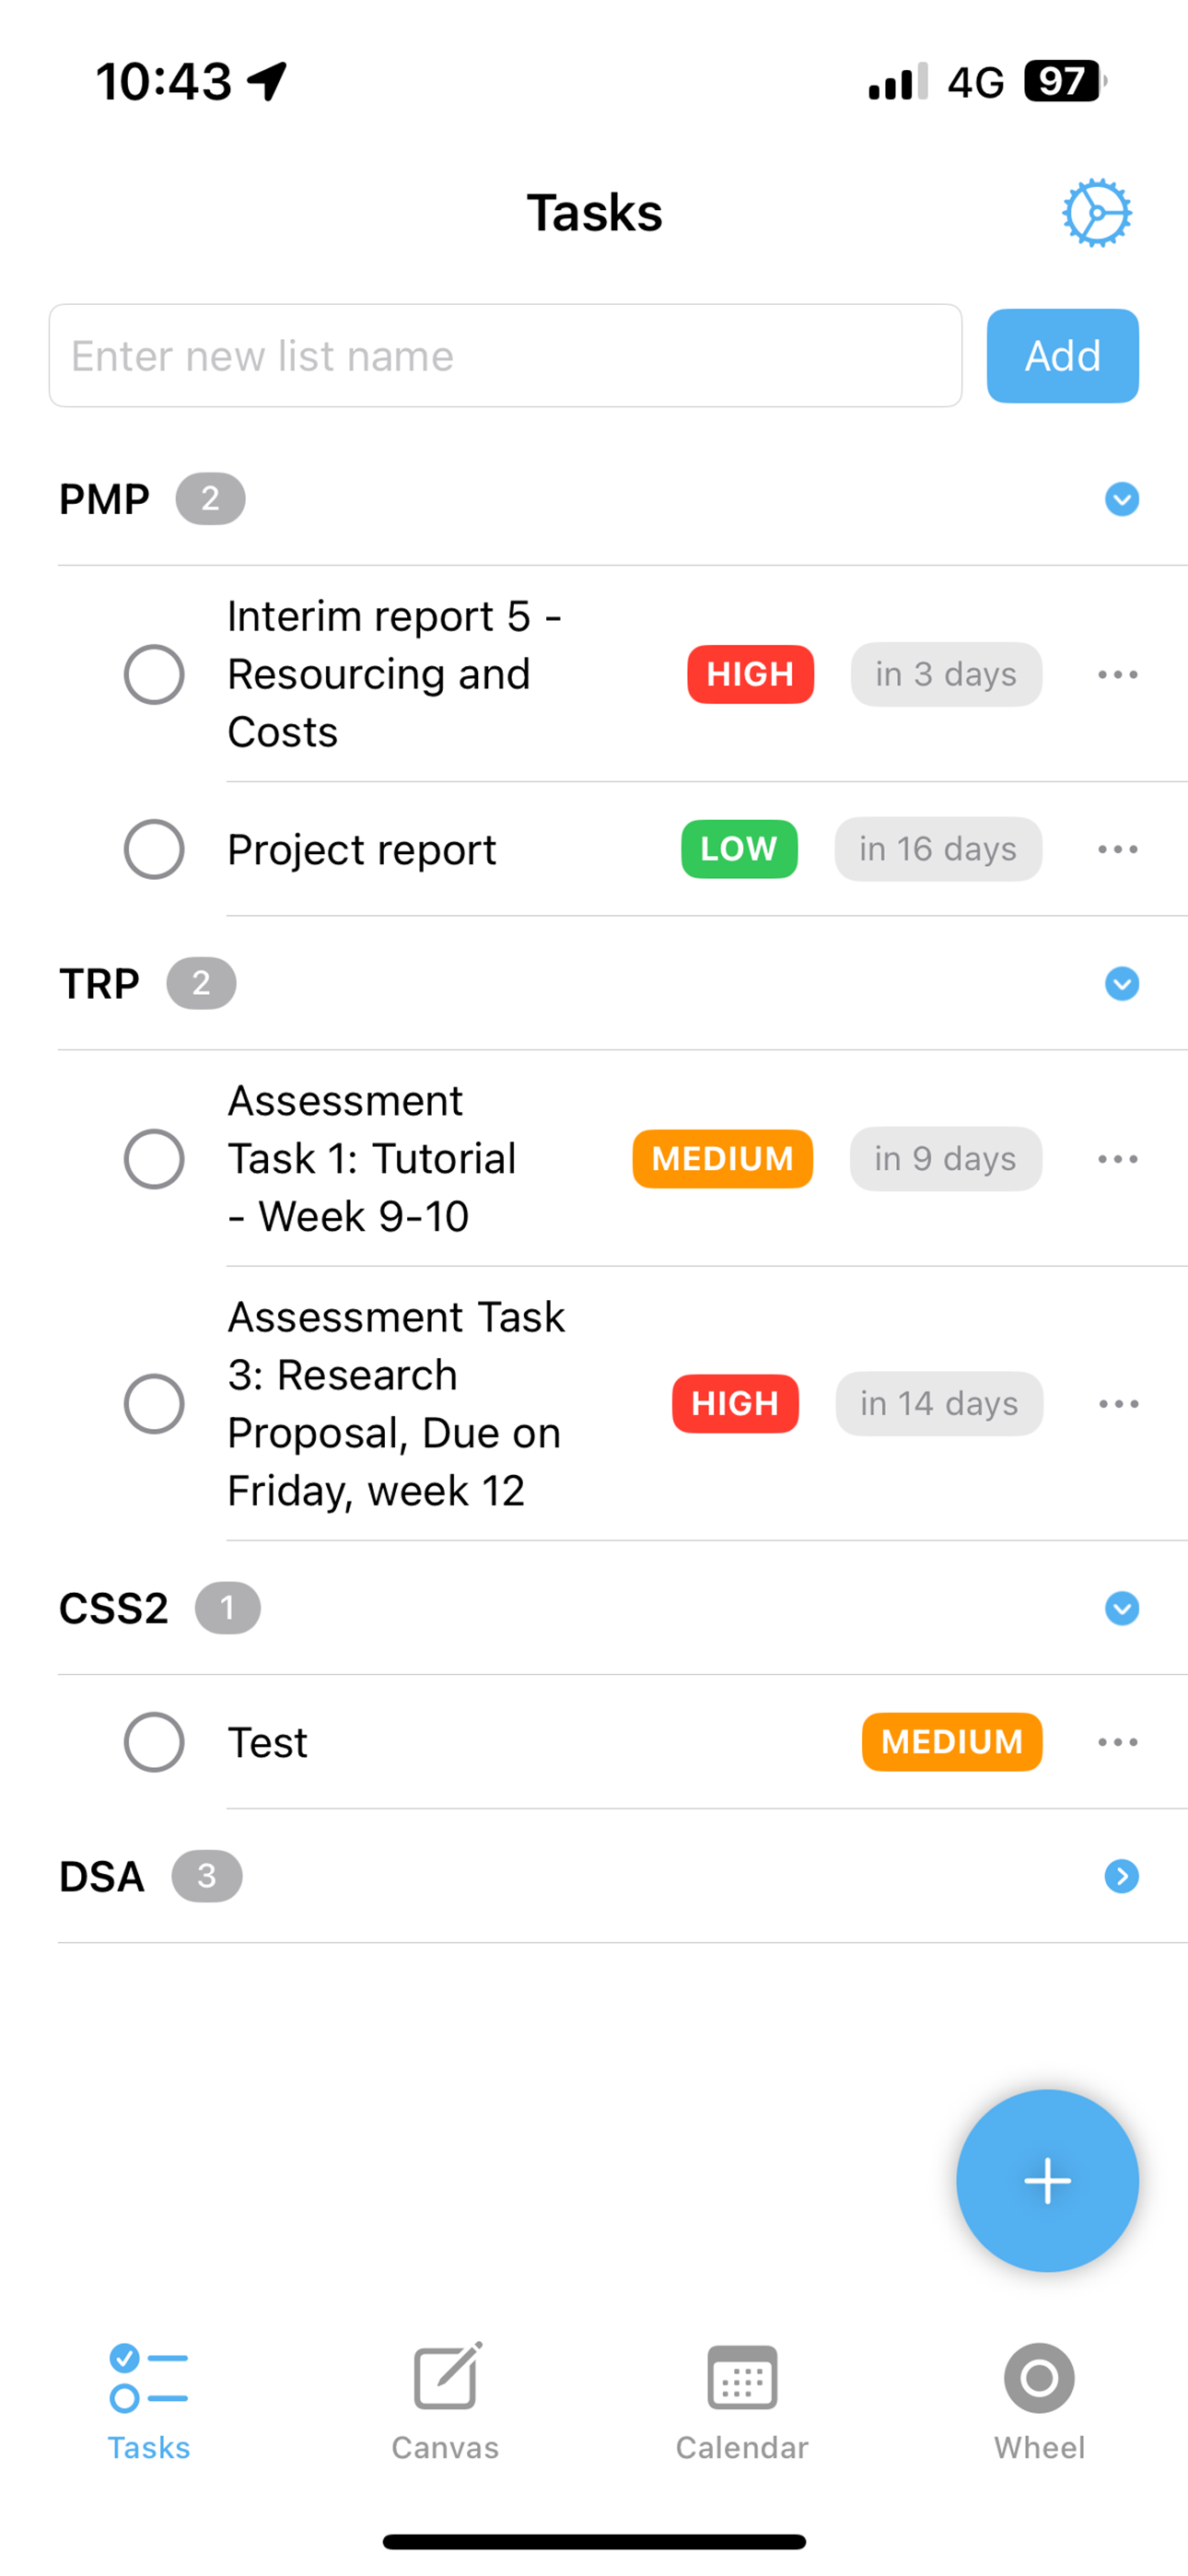 10:43 4G 97
Tasks
Enter new list name Add
PMP 2
Interim report 5 -
Resourcing and
Costs
HIGH in 3 days
Project report LOW in 16 days
TRP 2
Assessment
Task 1: Tutorial
- Week 9-10
MEDIUM in 9 days
Assessment Task
3: Research
Proposal, Due on
Friday, week 12
HIGH in 14 days
CSS2 1
Test MEDIUM
DSA 3
Tasks Canvas Calendar Wheel